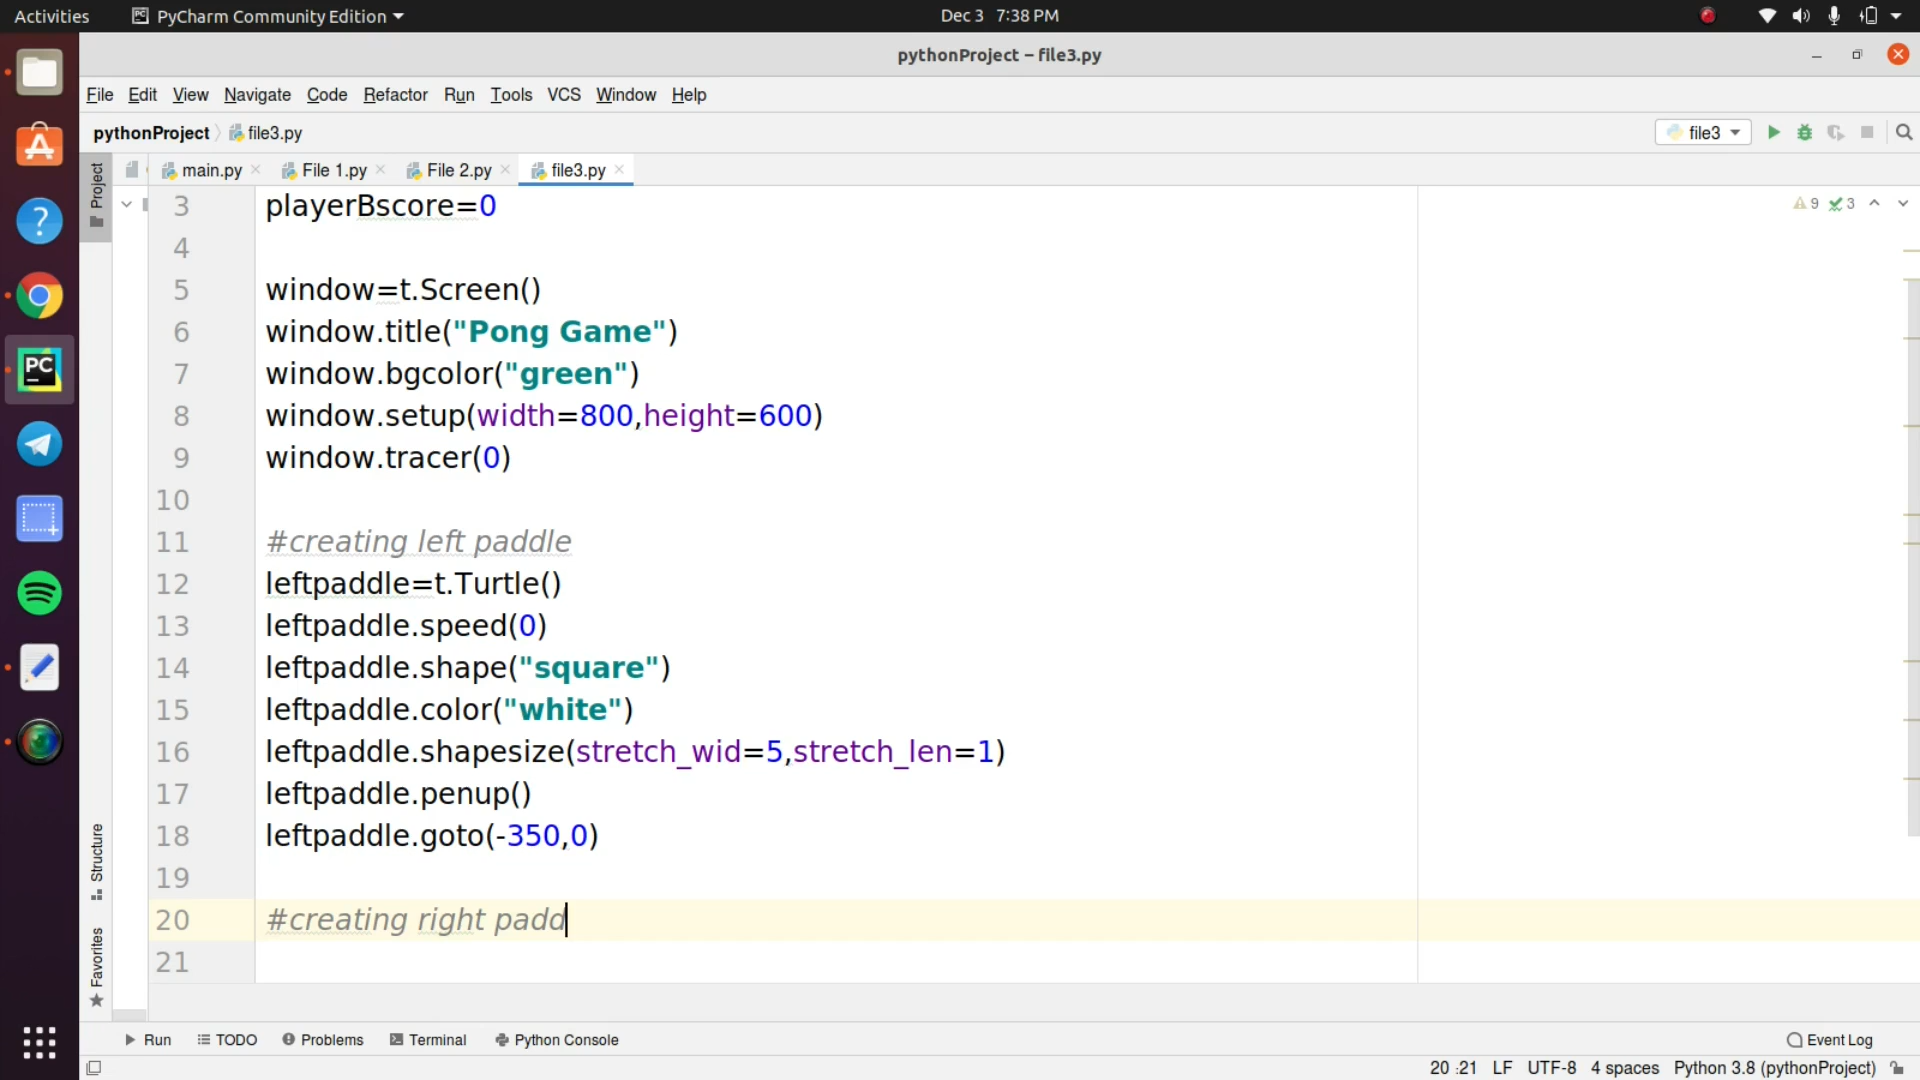 Activities PyCharm Community Edition Dec 3 7:38 PM
pythonProject – file3.py
File Edit View Navigate Code Refactor Run Tools VCS Window Help
pythonProject file3.py file3
main.py File 1.py File 2.py file3.py
Project
3 playerBscore=0 9 3
4
5 window=t.Screen()
6 window.title("Pong Game")
7 window.bgcolor("green")
8 window.setup(width=800,height=600)
9 window.tracer(0)
10
11 #creating left paddle
12 leftpaddle=t.Turtle()
13 leftpaddle.speed(0)
14 leftpaddle.shape("square")
15 leftpaddle.color("white")
16 leftpaddle.shapesize(stretch_wid=5,stretch_len=1)
17 leftpaddle.penup()
18 leftpaddle.goto(-350,0)
19
20 #creating right padd
21
Structure
Favorites
Run TODO Problems Terminal Python Console Event Log
20:21 LF UTF-8 4 spaces Python 3.8 (pythonProject)
PC